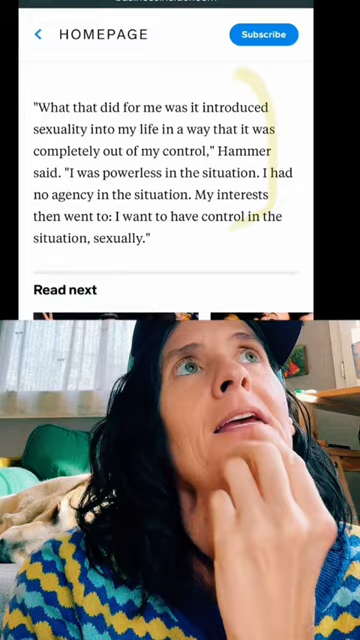 businessinsider.com
HOMEPAGE
Subscribe
"What that did for me was it introduced
sexuality into my life in a way that it was
completely out of my control," Hammer
said. "I was powerless in the situation. I had
no agency in the situation. My interests
then went to: I want to have control in the
situation, sexually."
Read next